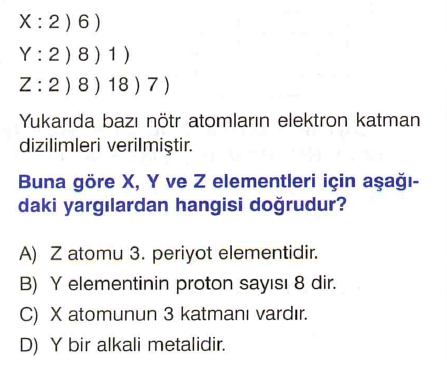 X : 2 ) 6 )
Y : 2 ) 8 ) 1 )
Z : 2 ) 8 ) 18 ) 7 )
Yukarıda bazı nötr atomların elektron katman
dizilimleri verilmiştir.
Buna göre X, Y ve Z elementleri için aşağı-
daki yargılardan hangisi doğrudur?
A) Z atomu 3. periyot elementidir.
B) Y elementinin proton sayısı 8 dir.
C) X atomunun 3 katmanı vardır.
D) Y bir alkali metalidir.